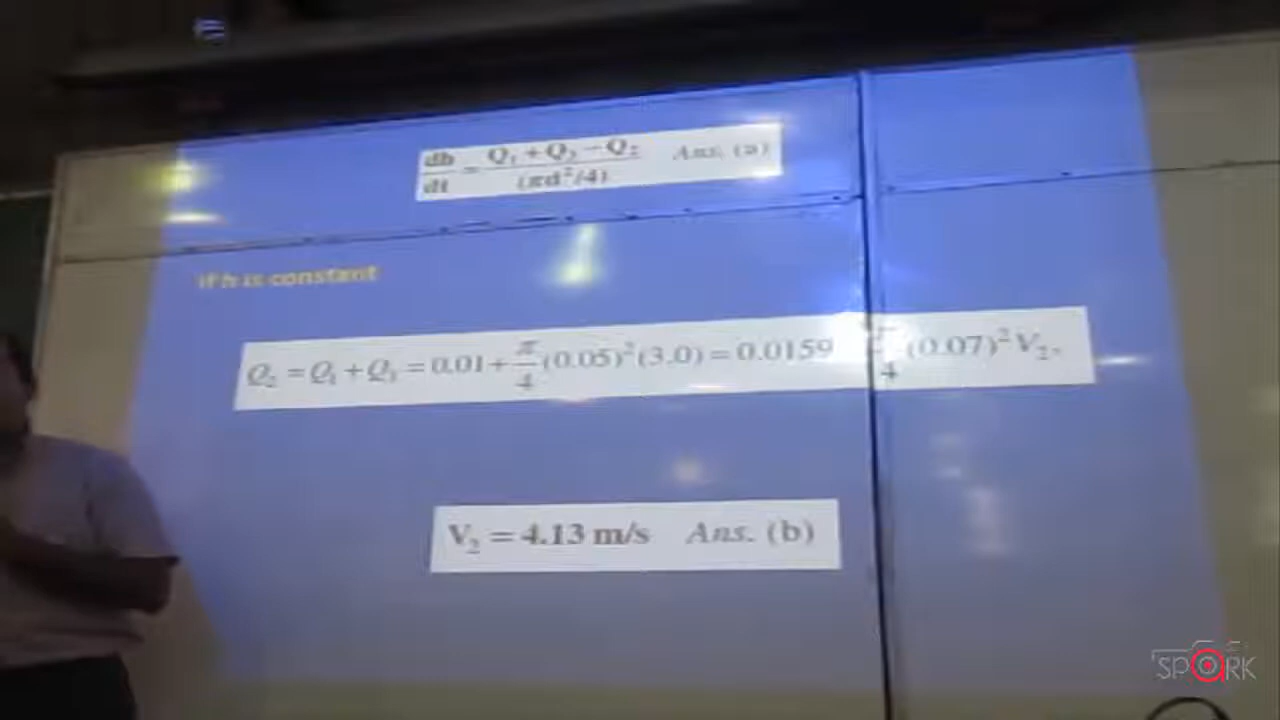 dh/dt = Q₁ + Q₃ − Q₂ / (πd²/4) Ans. (a)
if h is constant
Q₂ = Q₁ + Q₃ = 0.01 + π/4 (0.05)² (3.0) = 0.0159 π/4 (0.07)² V₂,
V₂ = 4.13 m/s Ans. (b)
SPARK